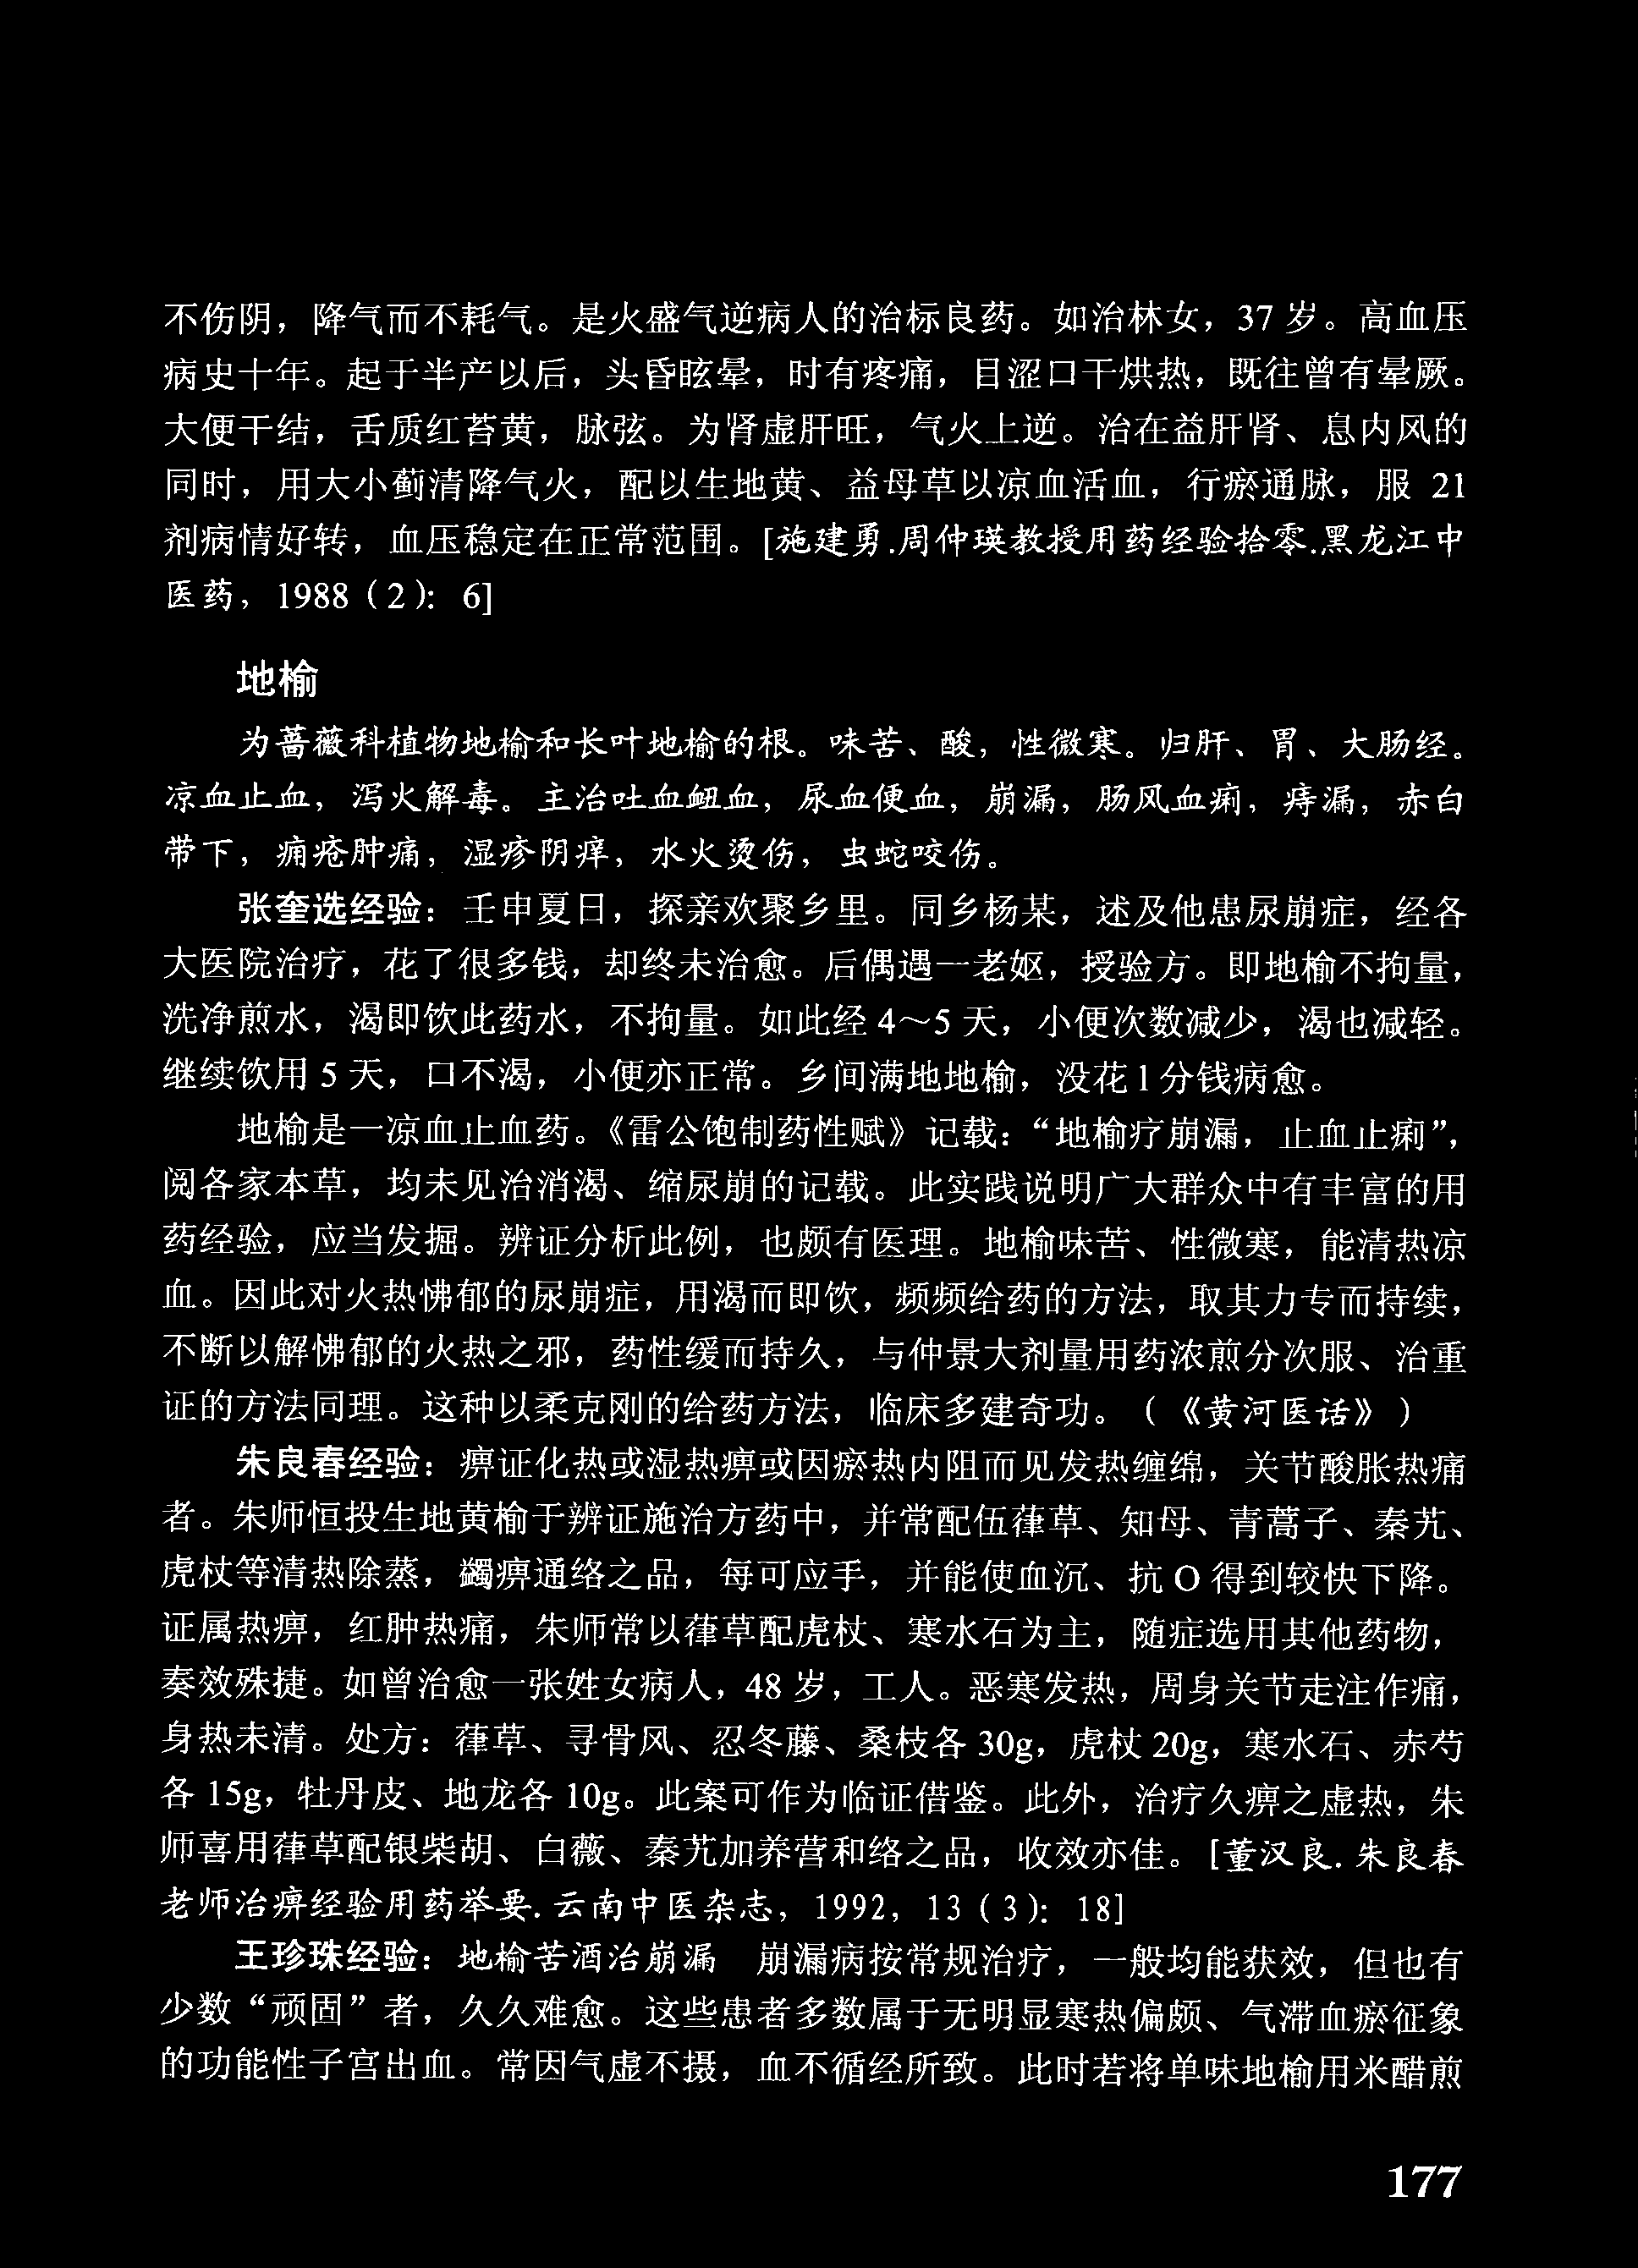 不伤阴，降气而不耗气。是火盛气逆病人的治标良药。如治林女，37 岁。高血压
病史十年。起于半产以后，头昏眩晕，时有疼痛，目涩口干烘热，既往曾有晕厥。
大便干结，舌质红苔黄，脉弦。为肾虚肝旺，气火上逆。治在益肝肾、息内风的
同时，用大小蓟清降气火，配以生地黄、益母草以凉血活血，行瘀通脉，服 21
剂病情好转，血压稳定在正常范围。[施建勇.周仲瑛教授用药经验拾零.黑龙江中
医药，1988（2）：6]
地榆
为蔷薇科植物地榆和长叶地榆的根。味苦、酸，性微寒。归肝、胃、大肠经。
凉血止血，泻火解毒。主治吐血衄血，尿血便血，崩漏，肠风血痢，痔漏，赤白
带下，痈疮肿痛，湿疹阴痒，水火烫伤，虫蛇咬伤。
张奎选经验：壬申夏日，探亲欢聚乡里。同乡杨某，述及他患尿崩症，经各
大医院治疗，花了很多钱，却终未治愈。后偶遇一老妪，授验方。即地榆不拘量，
洗净煎水，渴即饮此药水，不拘量。如此经 4～5 天，小便次数减少，渴也减轻。
继续饮用 5 天，口不渴，小便亦正常。乡间满地地榆，没花 1 分钱病愈。
地榆是一凉血止血药。《雷公炮制药性赋》记载：“地榆疗崩漏，止血止痢”，
阅各家本草，均未见治消渴、缩尿崩的记载。此实践说明广大群众中有丰富的用
药经验，应当发掘。辨证分析此例，也颇有医理。地榆味苦、性微寒，能清热凉
血。因此对火热怫郁的尿崩症，用渴而即饮，频频给药的方法，取其力专而持续，
不断以解怫郁的火热之邪，药性缓而持久，与仲景大剂量用药浓煎分次服、治重
证的方法同理。这种以柔克刚的给药方法，临床多建奇功。（《黄河医话》）
朱良春经验：痹证化热或湿热痹或因瘀热内阻而见发热缠绵，关节酸胀热痛
者。朱师恒投生地黄榆于辨证施治方药中，并常配伍葎草、知母、青蒿子、秦艽、
虎杖等清热除蒸，蠲痹通络之品，每可应手，并能使血沉、抗 O 得到较快下降。
证属热痹，红肿热痛，朱师常以葎草配虎杖、寒水石为主，随症选用其他药物，
奏效殊捷。如曾治愈一张姓女病人，48 岁，工人。恶寒发热，周身关节走注作痛，
身热未清。处方：葎草、寻骨风、忍冬藤、桑枝各 30g，虎杖 20g，寒水石、赤芍
各 15g，牡丹皮、地龙各 10g。此案可作为临证借鉴。此外，治疗久痹之虚热，朱
师喜用葎草配银柴胡、白薇、秦艽加养营和络之品，收效亦佳。[董汉良. 朱良春
老师治痹经验用药举要. 云南中医杂志，1992，13（3）：18]
王珍珠经验：地榆苦酒治崩漏　崩漏病按常规治疗，一般均能获效，但也有
少数“顽固”者，久久难愈。这些患者多数属于无明显寒热偏颇、气滞血瘀征象
的功能性子宫出血。常因气虚不摄，血不循经所致。此时若将单味地榆用米醋煎
177